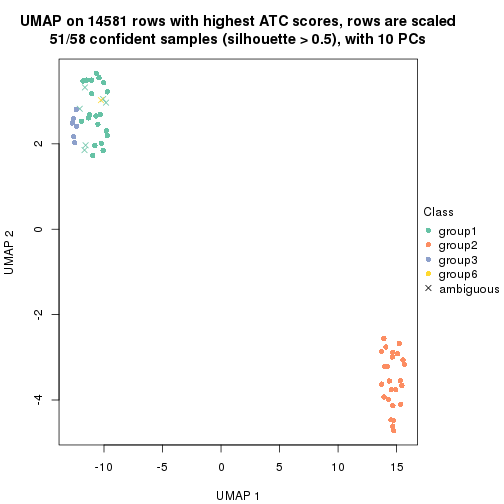 UMAP on 14581 rows with highest ATC scores, rows are scaled
51/58 confident samples (silhouette > 0.5), with 10 PCs
2
0
-2
-4
UMAP 2
-10
-5
0
5
10
15
UMAP 1
Class
group1
group2
group3
group6
ambiguous